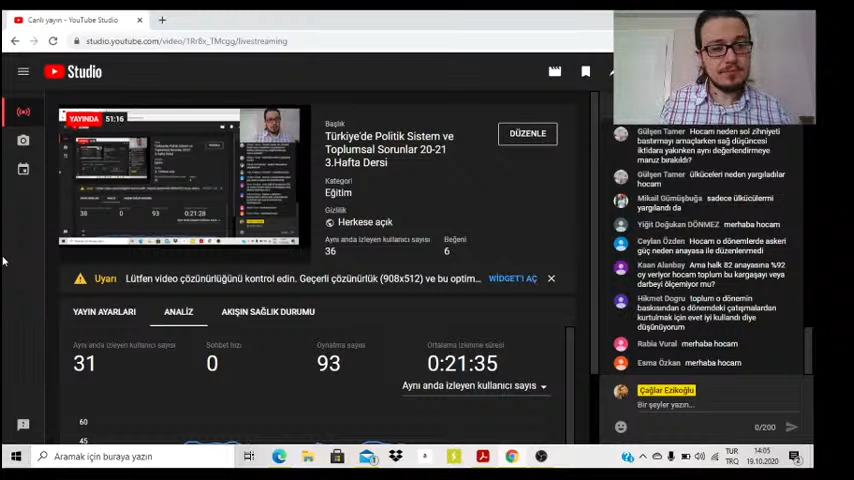 Canlı yayın - YouTube Studio
studio.youtube.com/video/1Rr8x_TMcgg/livestreaming
Studio
YAYINDA 51:16
Başlık
Türkiye'de Politik Sistem ve
Toplumsal Sorunlar 20-21
3.Hafta Dersi
DÜZENLE
Kategori
Eğitim
Gizlilik
Herkese açık
Aynı anda izleyen kullanıcı sayısı Beğeni
36 6
Uyarı Lütfen video çözünürlüğünü kontrol edin. Geçerli çözünürlük (908x512) ve bu optim... WİDGET'I AÇ
YAYIN AYARLARI ANALİZ AKIŞIN SAĞLIK DURUMU
Aynı anda izleyen kullanıcı sayısı Sohbet hızı Oynatma sayısı Ortalama izlenme süresi
31 0 93 0:21:35
Aynı anda izleyen kullanıcı sayıs
60
45
Gülşen Tamer Hocam neden sol zihniyeti
bastırmayı amaçlarken sağ düşüncesi
iktidara yakınken aynı değerlendirmeye
maruz bırakıldı?
Gülşen Tamer ülkücüleri neden yargıladılar
hocam
Mikail Gümüşbuğa sadece ülkücülermi
yargılandı da
Yiğit Doğukan DÖNMEZ merhaba hocam
Ceylan Özden Hocam o dönemlerde askeri
güç neden anayasa ile düzenlenmedi
Kaan Alanbay Ama halk 82 anayasına %92
oy veriyor hocam toplum bu kargaşayı veya
darbeyi ölçemiyor mu?
Hikmet Dogru toplum o dönemin
baskısından o dönemdeki çatışmalardan
kurtulmak için evet iyi kullandı diye
düşünüyorum
Rabia Vural merhaba hocam
Esma Özkan merhaba hocam
Çağlar Ezikoğlu
Bir şeyler yazın...
0/200
Aramak için buraya yazın
TUR
TRQ
14:05
19.10.2020